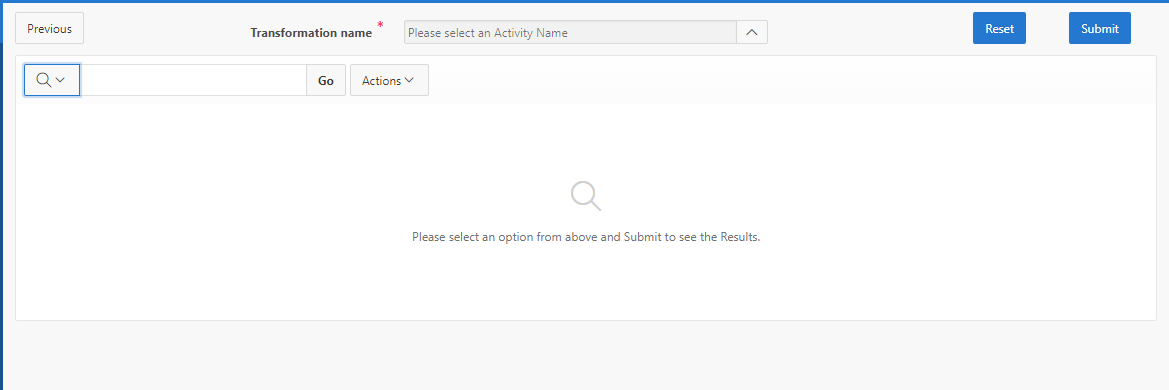 Previous
Transformation name *
Please select an Activity Name
Reset
Submit
Go
Actions
Please select an option from above and Submit to see the Results.